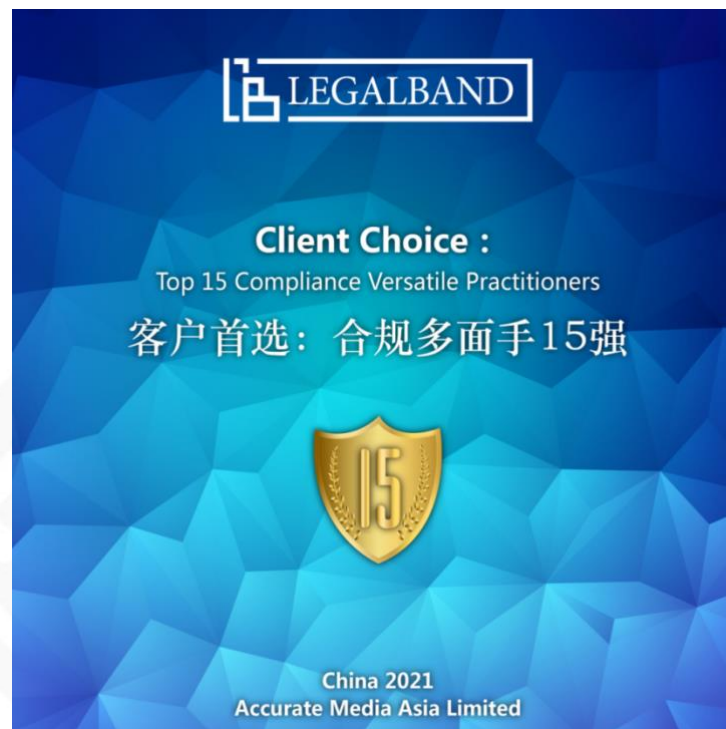 LEGALBAND
Client Choice :
Top 15 Compliance Versatile Practitioners
客户首选：合规多面手15强
15
China 2021
Accurate Media Asia Limited